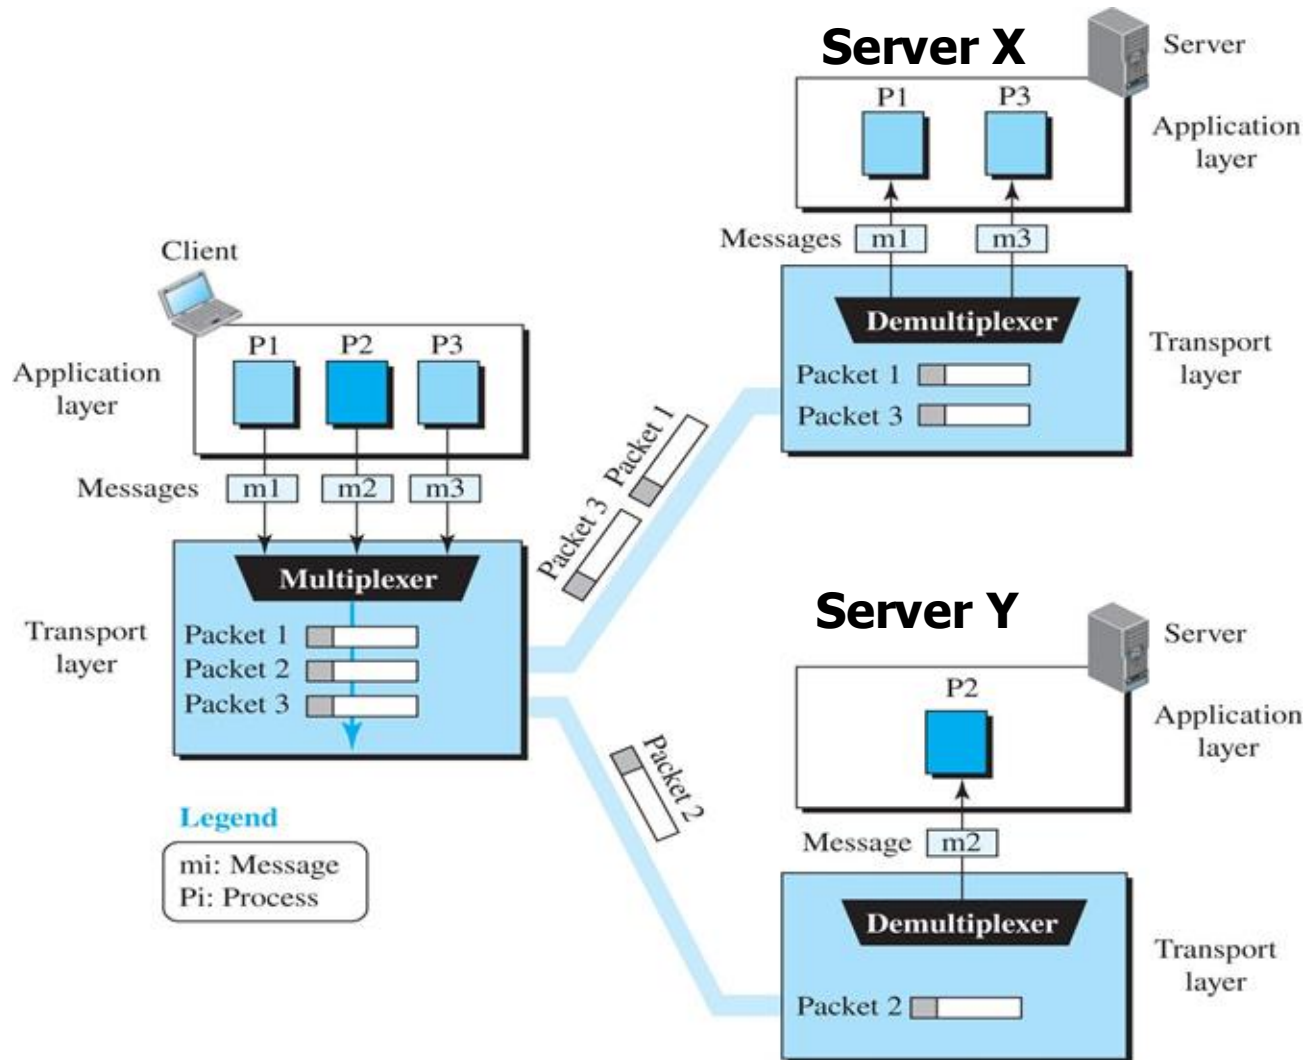 Server X
Server
P1
P3
Application
layer
Messages
m1
m3
Demultiplexer
Packet 1
Packet 3
Transport
layer
Client
P1
P2
P3
Application
layer
Messages
m1
m2
m3
Multiplexer
Packet 1
Packet 2
Packet 3
Transport
layer
Packet 1
Packet 3
Packet 2
Server Y
Server
P2
Application
layer
Message
m2
Demultiplexer
Packet 2
Transport
layer
Legend
mi: Message
Pi: Process